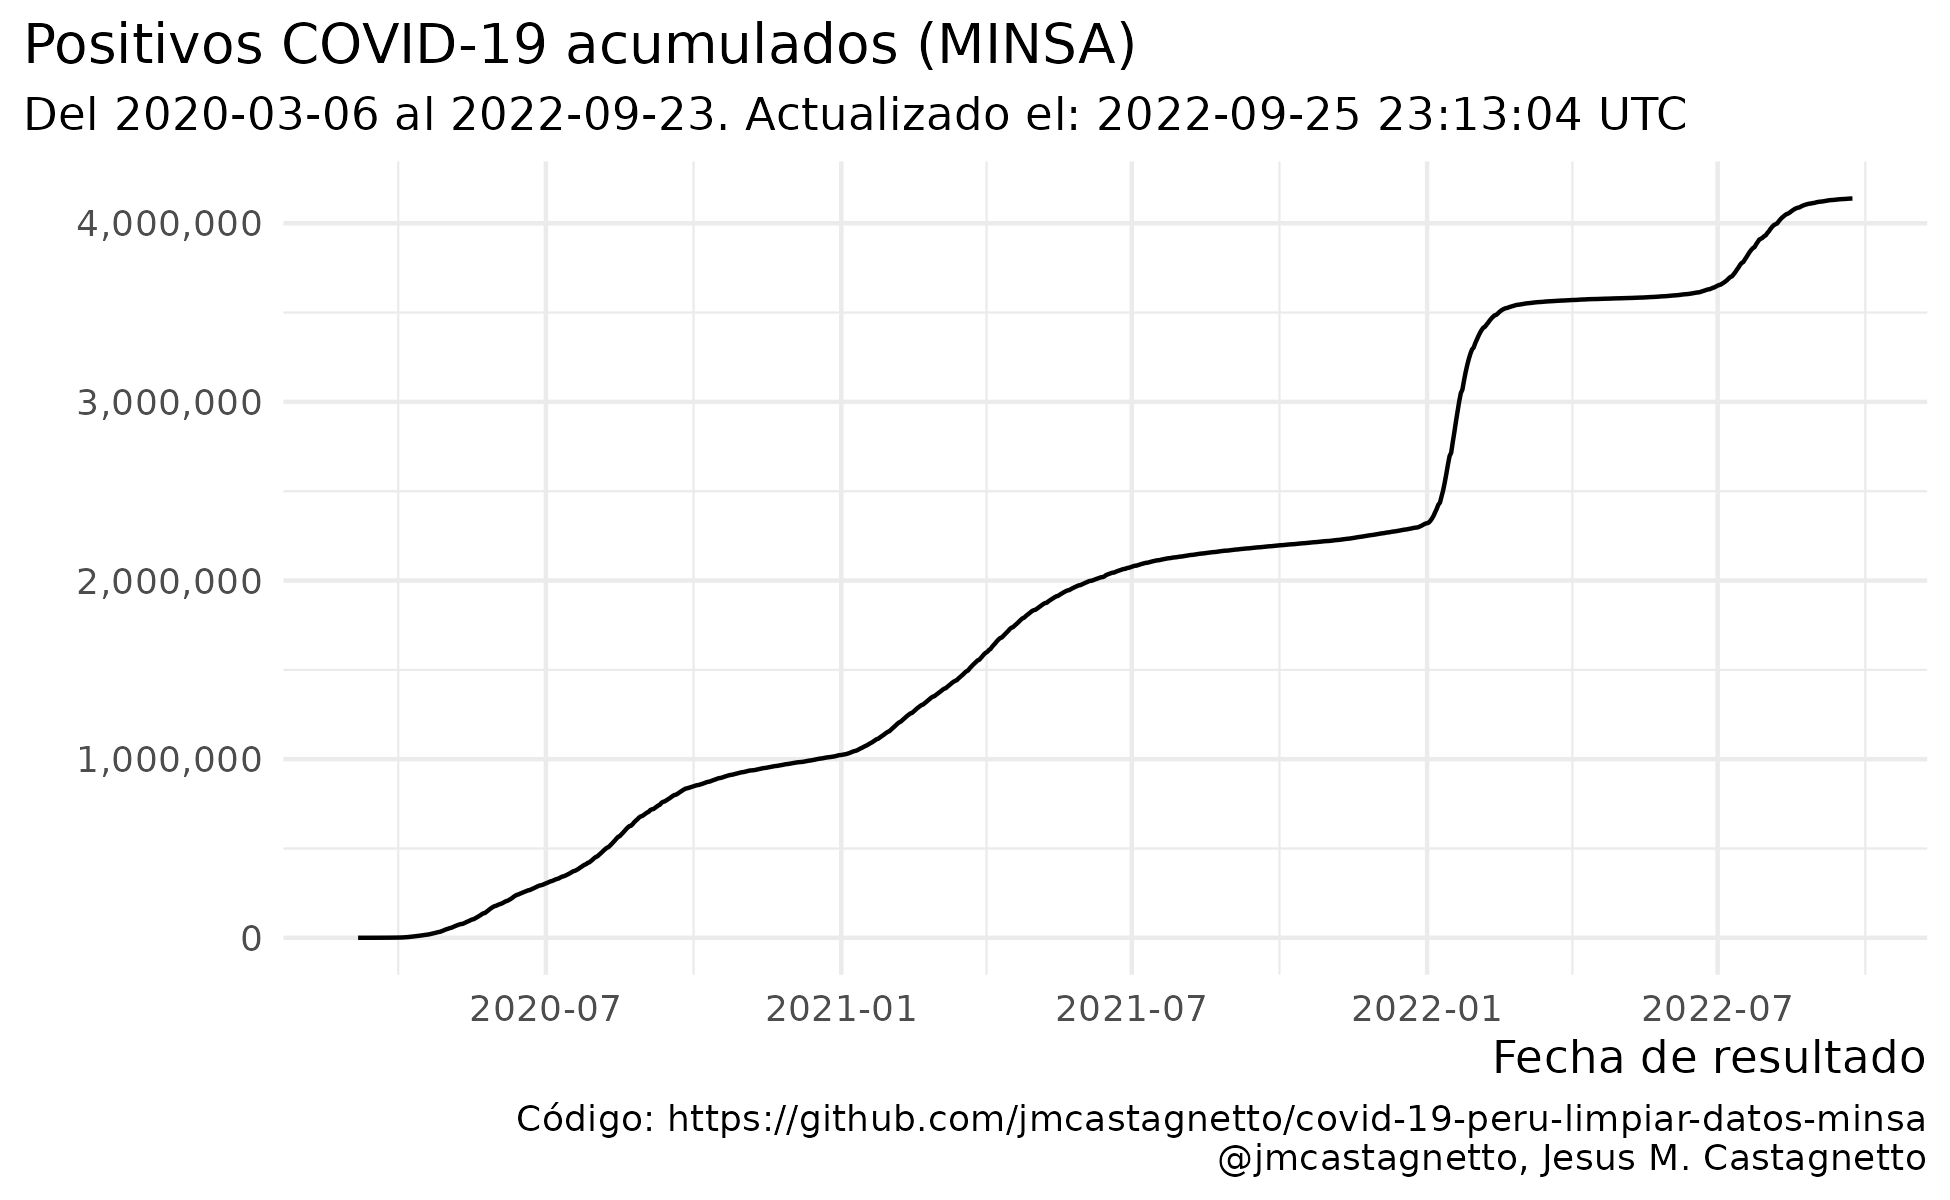 Positivos COVID-19 acumulados (MINSA)
Del 2020-03-06 al 2022-09-23. Actualizado el: 2022-09-25 23:13:04 UTC
4,000,000
3,000,000
2,000,000
1,000,000
0
2020-07 2021-01 2021-07 2022-01 2022-07
Fecha de resultado
Código: https://github.com/jmcastagnetto/covid-19-peru-limpiar-datos-minsa
@jmcastagnetto, Jesus M. Castagnetto